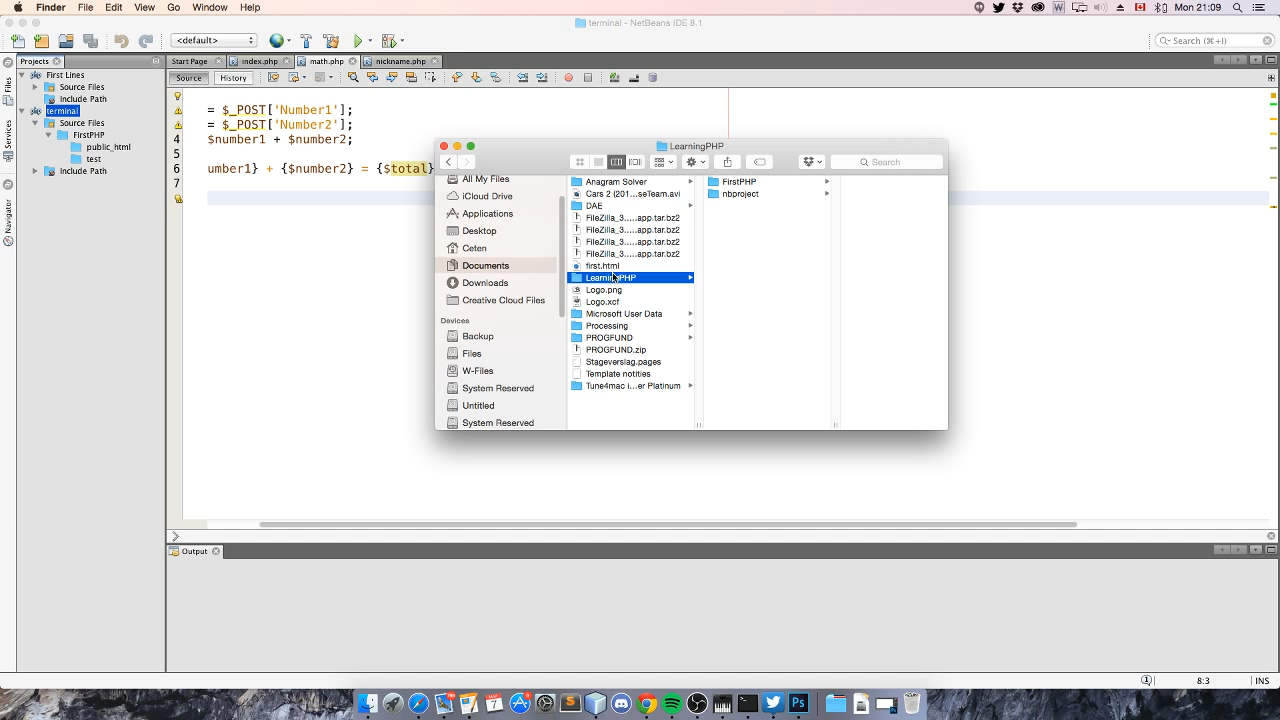 Finder File Edit View Go Window Help
Mon 21:09
terminal - NetBeans IDE 8.1
<default>
Search (⌘+I)
Projects
Start Page
index.php
math.php
nickname.php
Source
History
Files
Services
Navigator
First Lines
Source Files
Include Path
terminal
Source Files
FirstPHP
public_html
test
Include Path
= $_POST['Number1'];
= $_POST['Number2'];
4 $number1 + $number2;
5
6 umber1} + {$number2} = {$total}
7
LearningPHP
Search
All My Files
iCloud Drive
Applications
Desktop
Ceten
Documents
Downloads
Creative Cloud Files
Devices
Backup
Files
W-Files
System Reserved
Untitled
System Reserved
Anagram Solver
Cars 2 (201...seTeam.avi
DAE
FileZilla_3.....app.tar.bz2
FileZilla_3.....app.tar.bz2
FileZilla_3.....app.tar.bz2
FileZilla_3.....app.tar.bz2
first.html
LearningPHP
Logo.png
Logo.xcf
Microsoft User Data
Processing
PROGFUND
PROGFUND.zip
Stageverslag.pages
Template notities
Tune4mac i...er Platinum
FirstPHP
nbproject
Output
8:3
INS